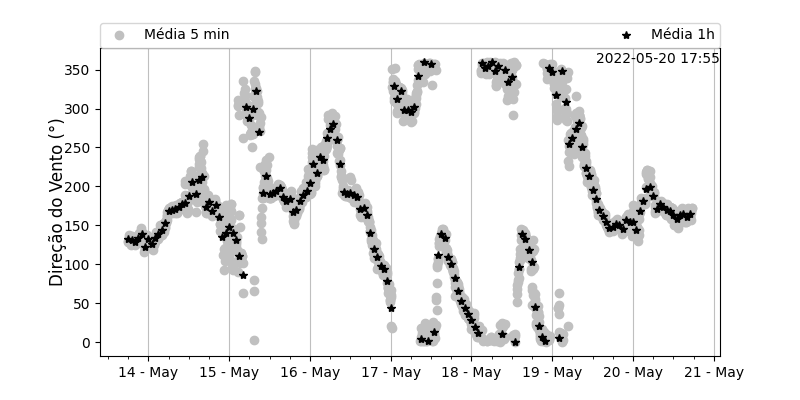 Média 5 min
Média 1h
2022-05-20 17:55
Direção do Vento (°)
350
300
250
200
150
100
50
0
14 - May
15 - May
16 - May
17 - May
18 - May
19 - May
20 - May
21 - May